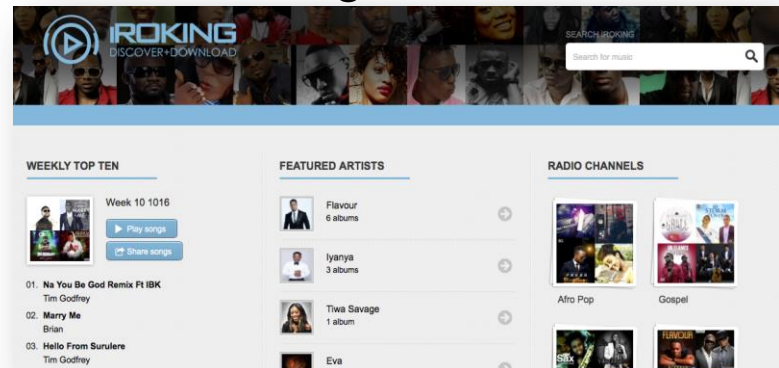 iROKING
DISCOVER+DOWNLOAD
SEARCH IROKING
Search for music
WEEKLY TOP TEN
Week 10 1016
Play songs
Share songs
01. Na You Be God Remix Ft IBK
Tim Godfrey
02. Marry Me
Brian
03. Hello From Surulere
Tim Godfrey
FEATURED ARTISTS
Flavour
6 albums
Iyanya
3 albums
Tiwa Savage
1 album
Eva
RADIO CHANNELS
Afro Pop
Gospel
Sax
FLAVOUR